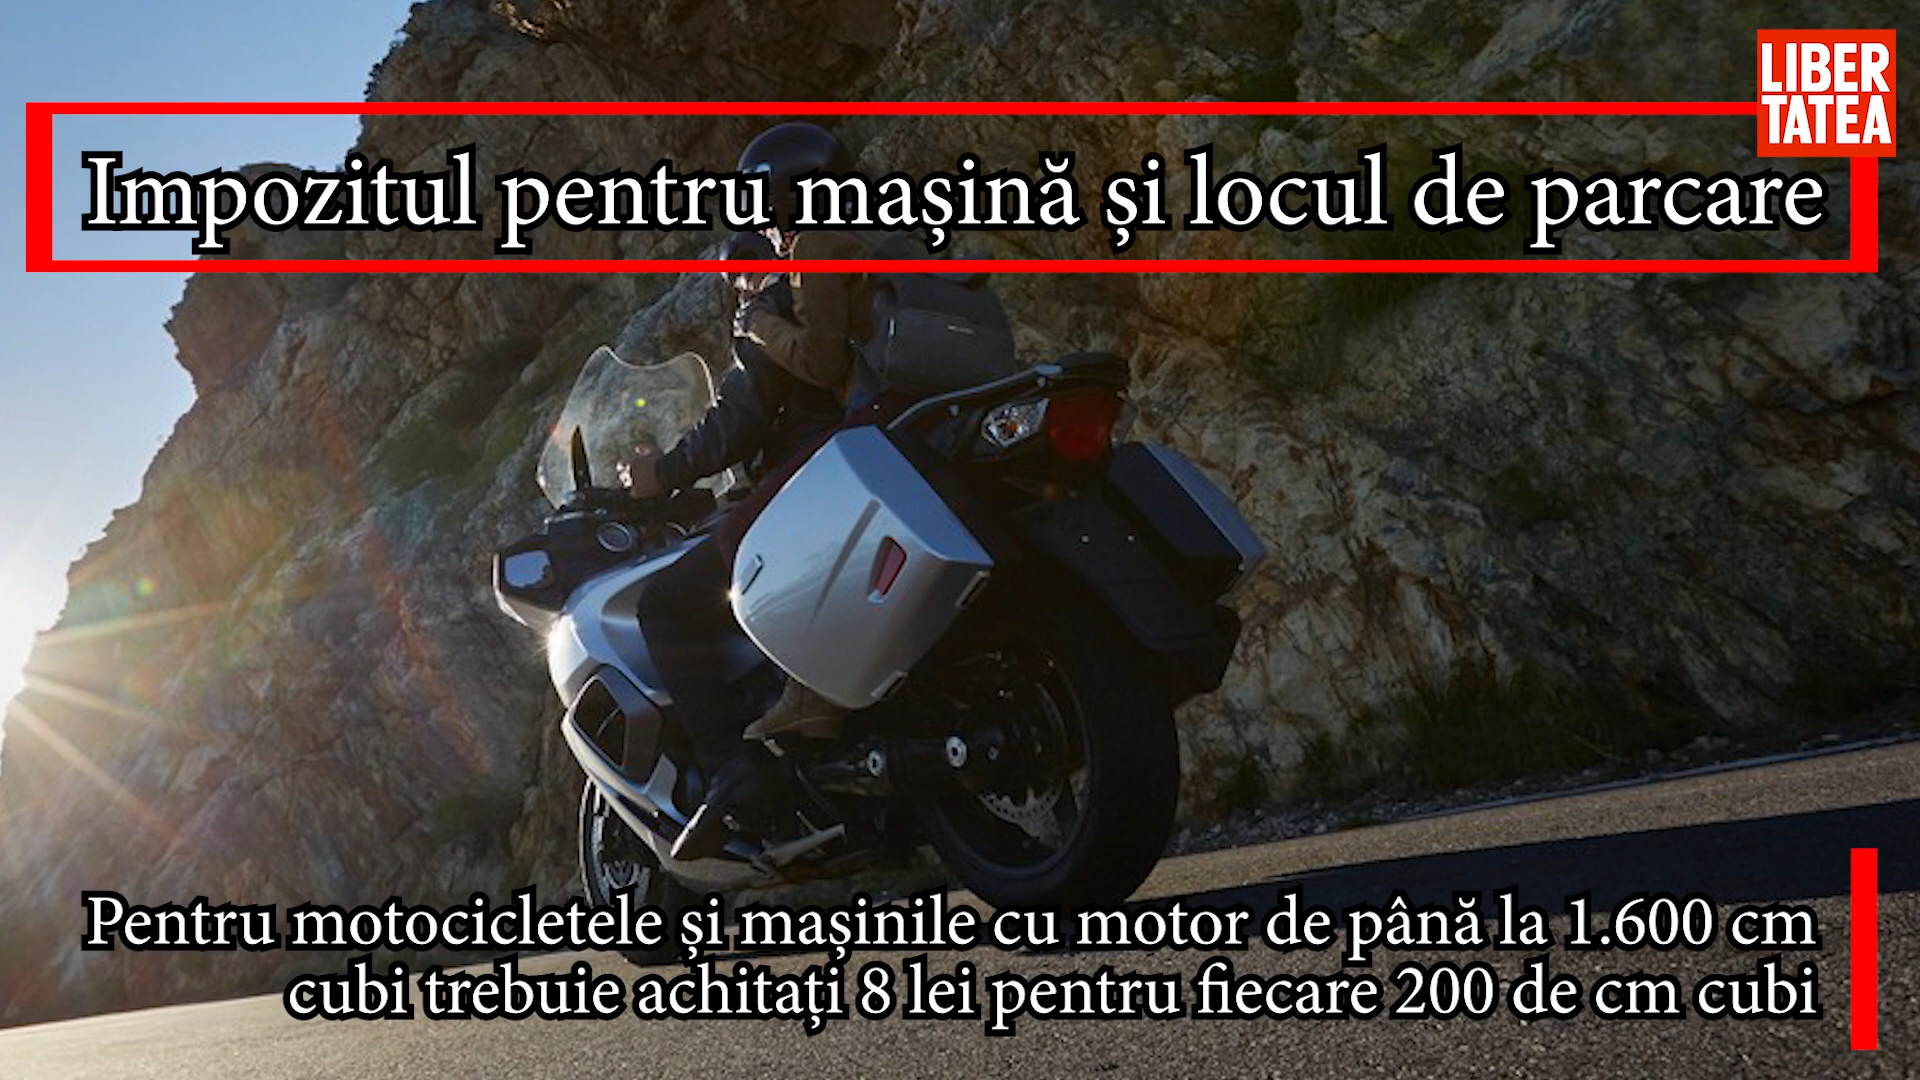 LIBER
TATEA
Impozitul pentru mașină și locul de parcare
Pentru motocicletele și mașinile cu motor de până la 1.600 cm
cubi trebuie achitați 8 lei pentru fiecare 200 de cm cubi